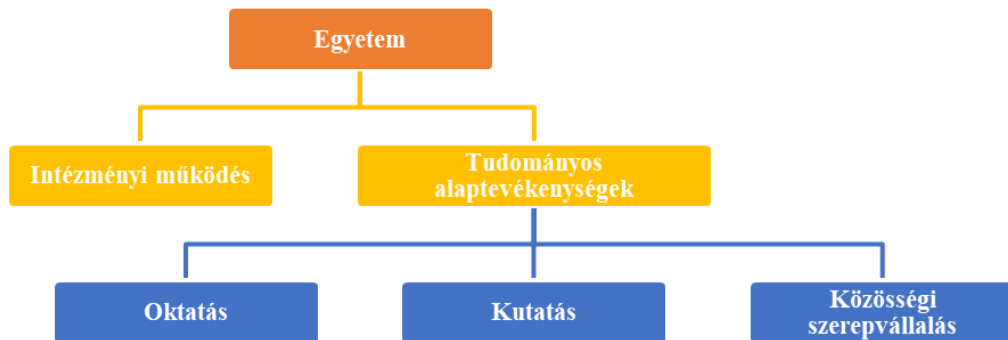 Egyetem
Intézményi működés
Tudományos
alaptevékenységek
Oktatás
Kutatás
Közösségi
szerepvállalás